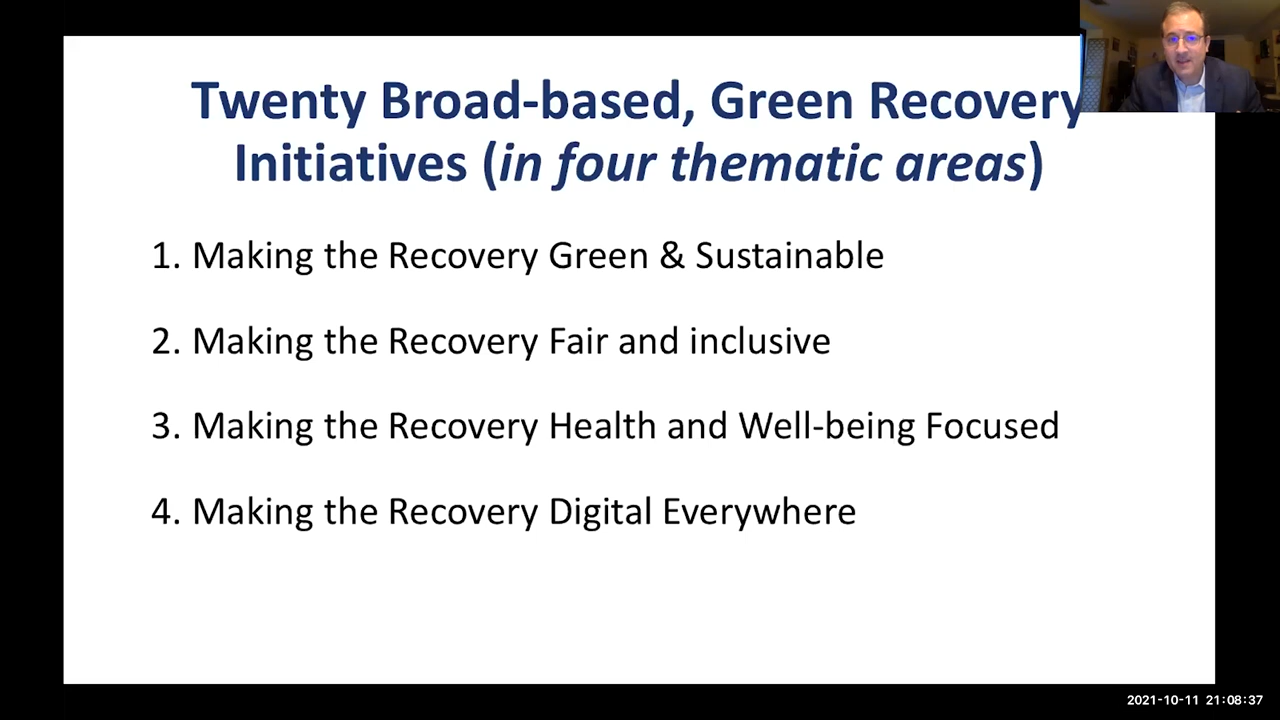 Twenty Broad-based, Green Recovery
Initiatives (in four thematic areas)
1. Making the Recovery Green & Sustainable
2. Making the Recovery Fair and inclusive
3. Making the Recovery Health and Well-being Focused
4. Making the Recovery Digital Everywhere
2021-10-11 21:08:37